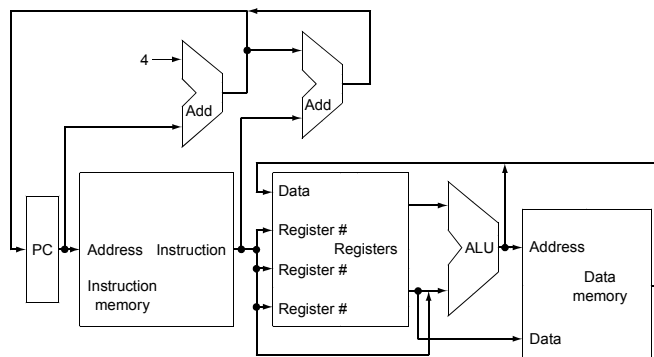 4
Add
Add
Data
PC
Address
Instruction
Instruction
memory
Register #
Registers
Register #
Register #
ALU
Address
Data
memory
Data